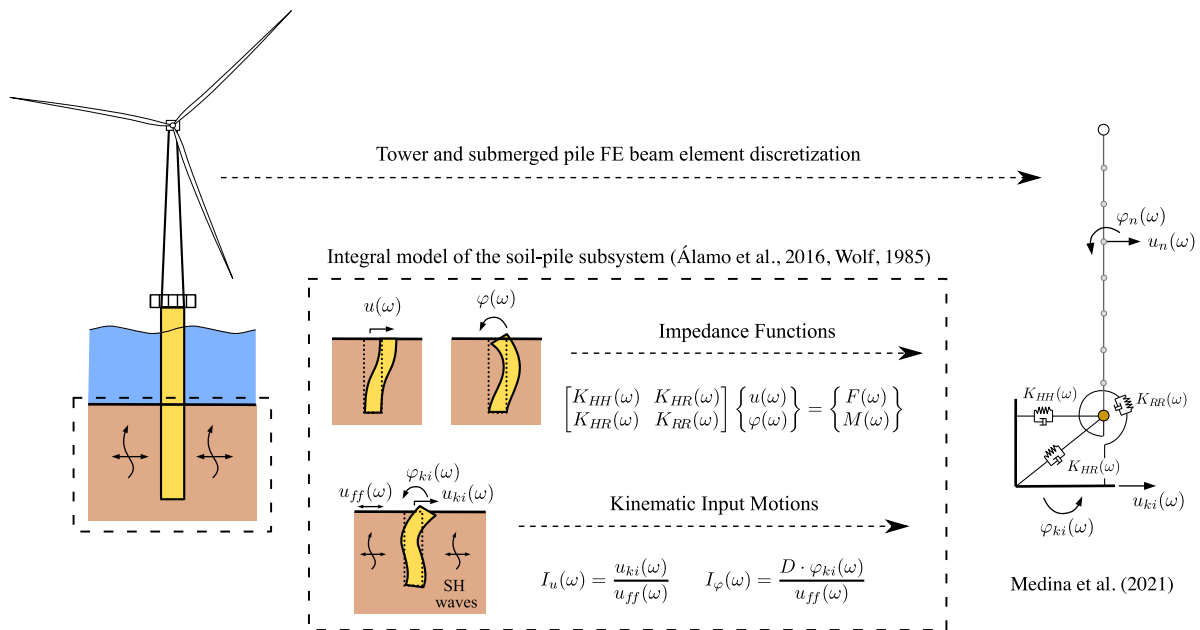 Tower and submerged pile FE beam element discretization
φ_n(ω)
u_n(ω)
Integral model of the soil-pile subsystem (Álamo et al., 2016, Wolf, 1985)
u(ω)
φ(ω)
Impedance Functions
[K_HH(ω) K_HR(ω)] {u(ω)} = {F(ω)}
[K_HR(ω) K_RR(ω)] {φ(ω)} = {M(ω)}
K_HH(ω)
K_RR(ω)
K_HR(ω)
u_ki(ω)
φ_ki(ω)
φ_ki(ω)
u_ff(ω)
u_ki(ω)
Kinematic Input Motions
SH
waves
I_u(ω) = u_ki(ω) / u_ff(ω)
I_φ(ω) = D · φ_ki(ω) / u_ff(ω)
Medina et al. (2021)